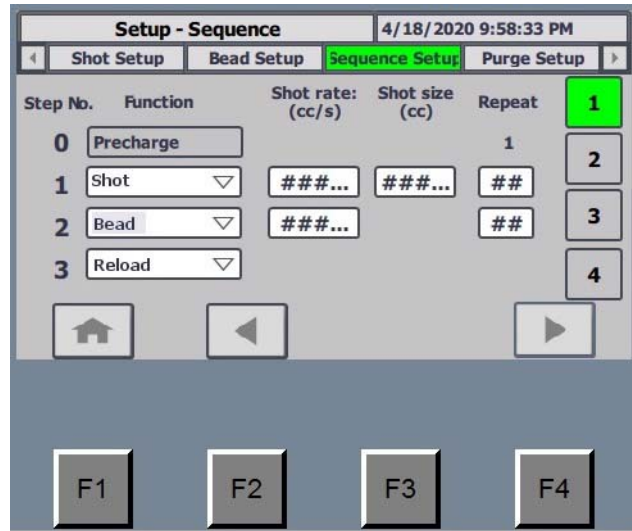 Setup - Sequence 4/18/2020 9:58:33 PM
Shot Setup Bead Setup Sequence Setup Purge Setup
Step No. Function Shot rate: (cc/s) Shot size (cc) Repeat 1
0 Precharge 1
2
1 Shot ###... ###... ##
2 Bead ###... ## 3
3 Reload 4
F1 F2 F3 F4